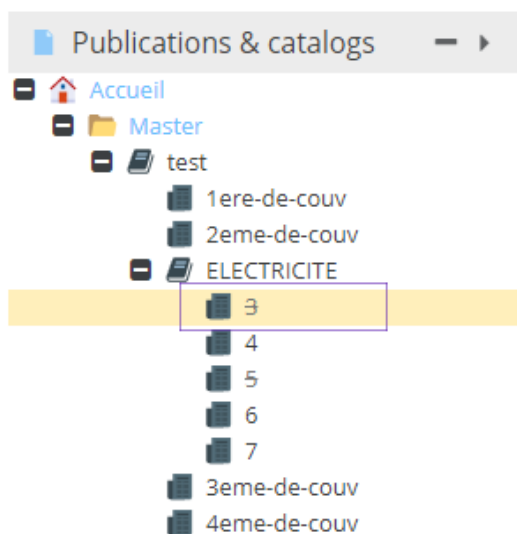 Publications & catalogs
Accueil
Master
test
1ere-de-couv
2eme-de-couv
ELECTRICITE
3
4
5
6
7
3eme-de-couv
4eme-de-couv